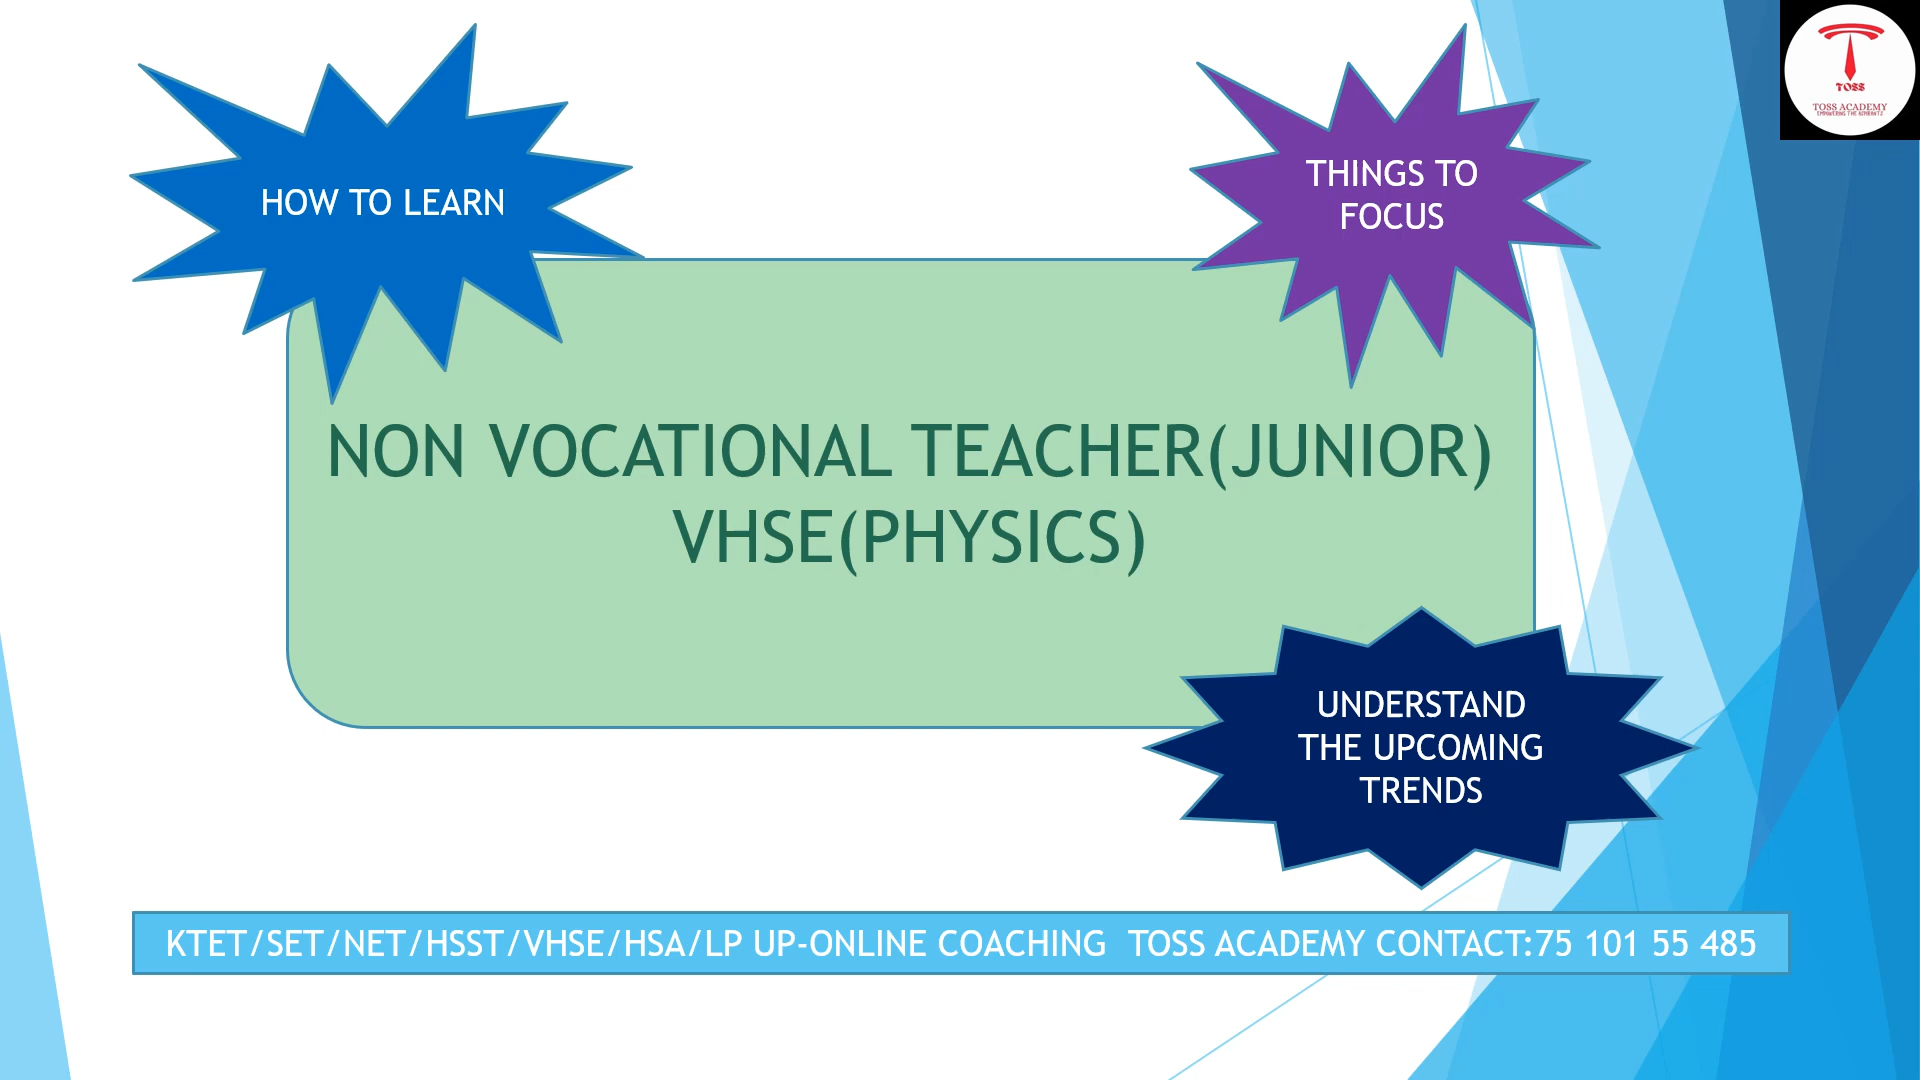 TOSS
TOSS ACADEMY
HOW TO LEARN
THINGS TO
FOCUS
NON VOCATIONAL TEACHER(JUNIOR)
VHSE(PHYSICS)
UNDERSTAND
THE UPCOMING
TRENDS
KTET/SET/NET/HSST/VHSE/HSA/LP UP-ONLINE COACHING  TOSS ACADEMY CONTACT:75 101 55 485